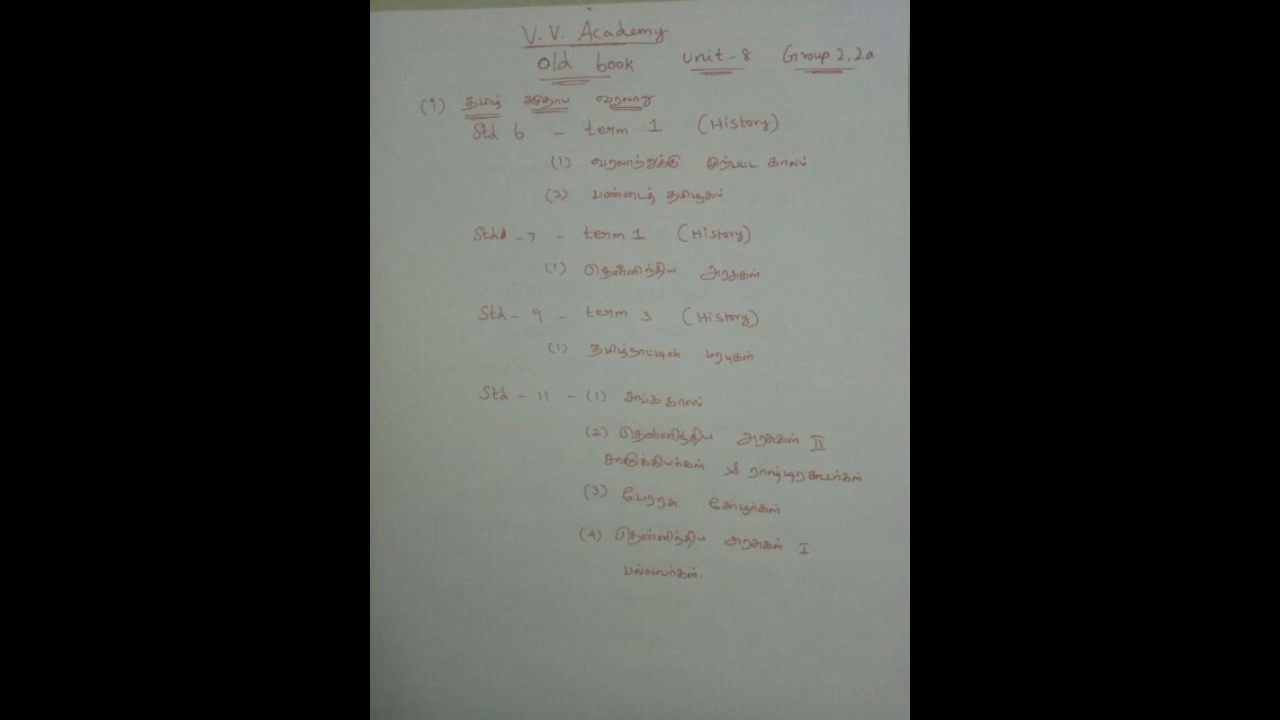 V. V. Academy
Old book Unit - 8 Group 2, 2a
(i) தமிழ் சமுதாய வரலாறு
Std 6 - term 1 (History)
(1) வரலாற்றுக்கு முற்பட்ட காலம்
(2) பண்டைத் தமிழகம்
Std - 7 - term 1 (History)
(1) தென்னிந்திய அரசுகள்
Std - 9 - term 3 (History)
(1) தமிழ்நாட்டின் மரபுகள்
Std - 11 - (1) சங்க காலம்
(2) தென்னிந்திய அரசுகள் II
சாளுக்கியர்கள் & ராஷ்டிரகூடர்கள்
(3) பேரரசு சோழர்கள்
(4) தென்னிந்திய அரசுகள் I
பல்லவர்கள்.